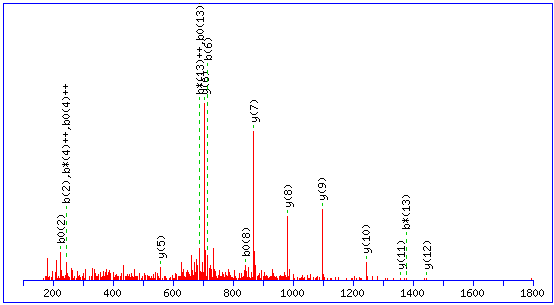 b0(2)
b(2),b*(4)++,b0(4)++
y(5)
b*(13)++,b0(13)
y(6)
b(6)
b0(8)
y(7)
y(8)
y(9)
y(10)
y(11)
b*(13)
y(12)
200 400 600 800 1000 1200 1400 1600 1800